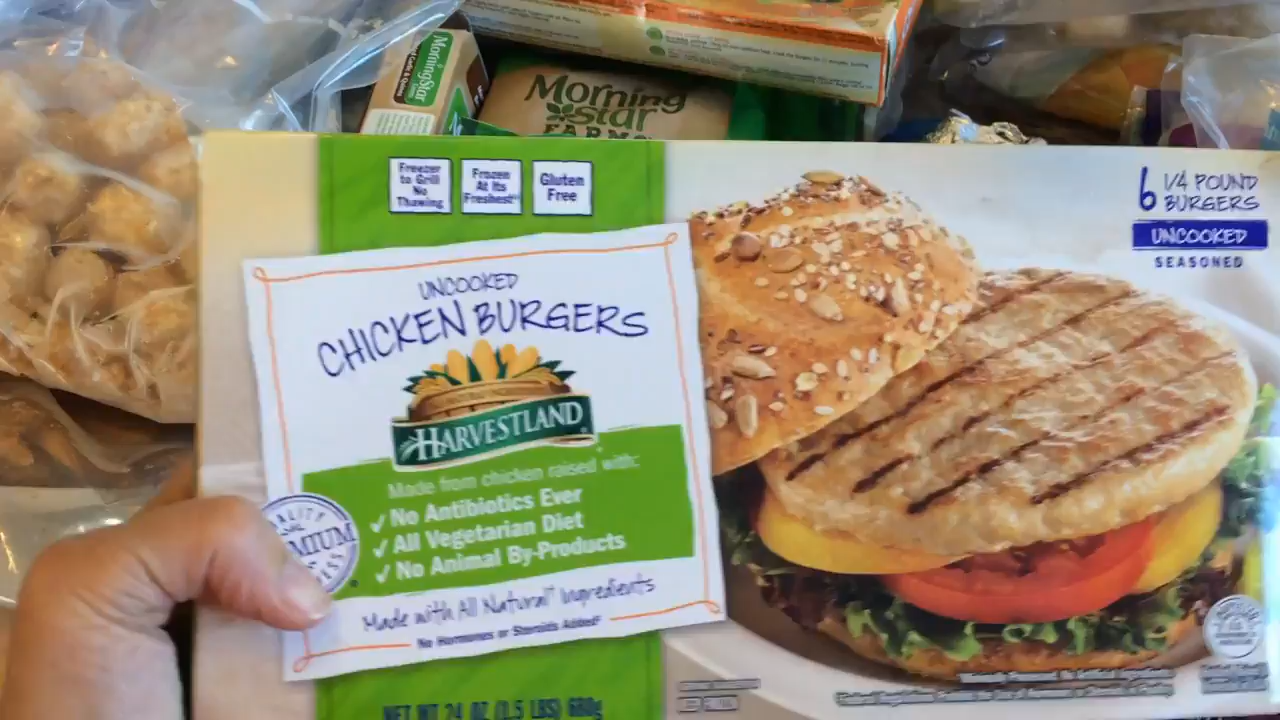 MorningStar
Morning
Star
FARMS
Freezer
to Grill
No
Thawing
Frozen
At Its
Freshest
Gluten
Free
6 1/4 POUND
BURGERS
UNCOOKED
SEASONED
UNCOOKED
CHICKEN BURGERS
HARVESTLAND
Made from chicken raised with:
✓ No Antibiotics Ever
✓ All Vegetarian Diet
✓ No Animal By-Products
Made with All Natural* Ingredients
No Hormones or Steroids Added
NET WT 24 OZ (1.5 LBS) 680g